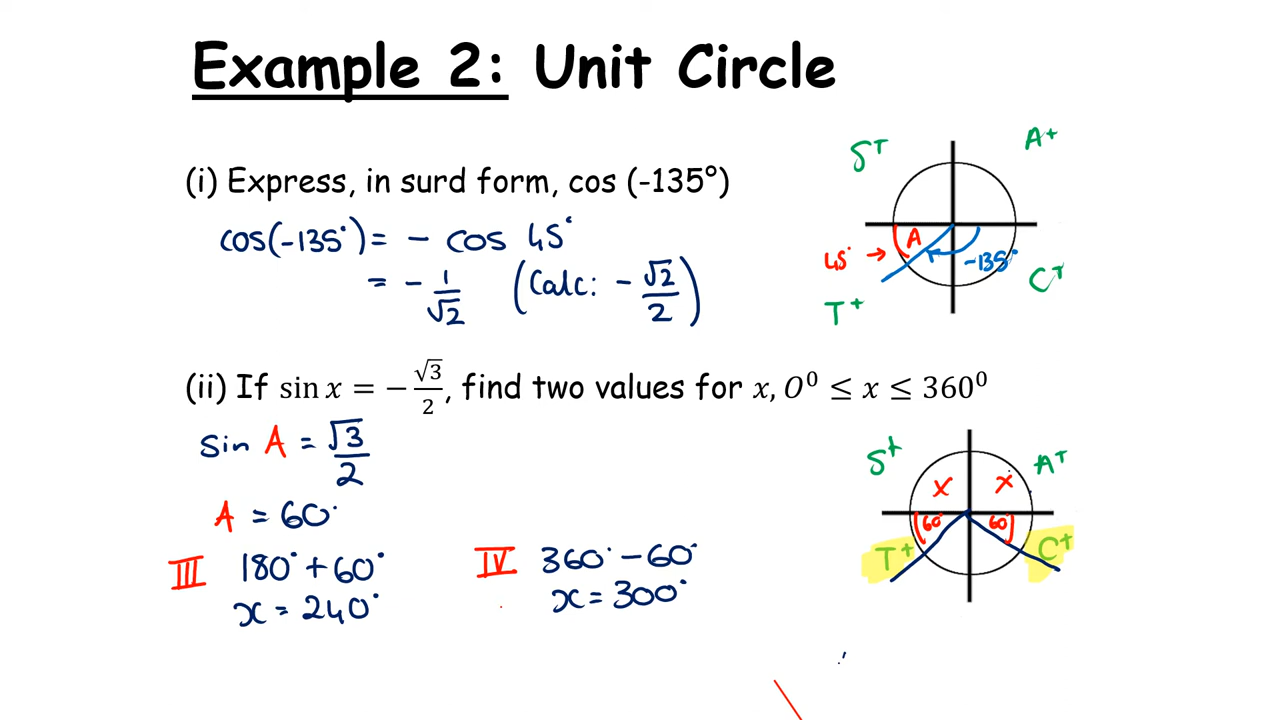 Example 2: Unit Circle
(i) Express, in surd form, cos (-135°)
cos(-135°) = - cos 45°
= - 1/√2 (Calc: - √2/2)
S+
A+
A
45° →
-135°
T+
C+
(ii) If sin x = −√3/2, find two values for x, O⁰ ≤ x ≤ 360⁰
sin A = √3/2
A = 60°
III 180° + 60°
x = 240°
IV 360° - 60°
x = 300°
S+
A+
x x
60° 60°
T+
C+